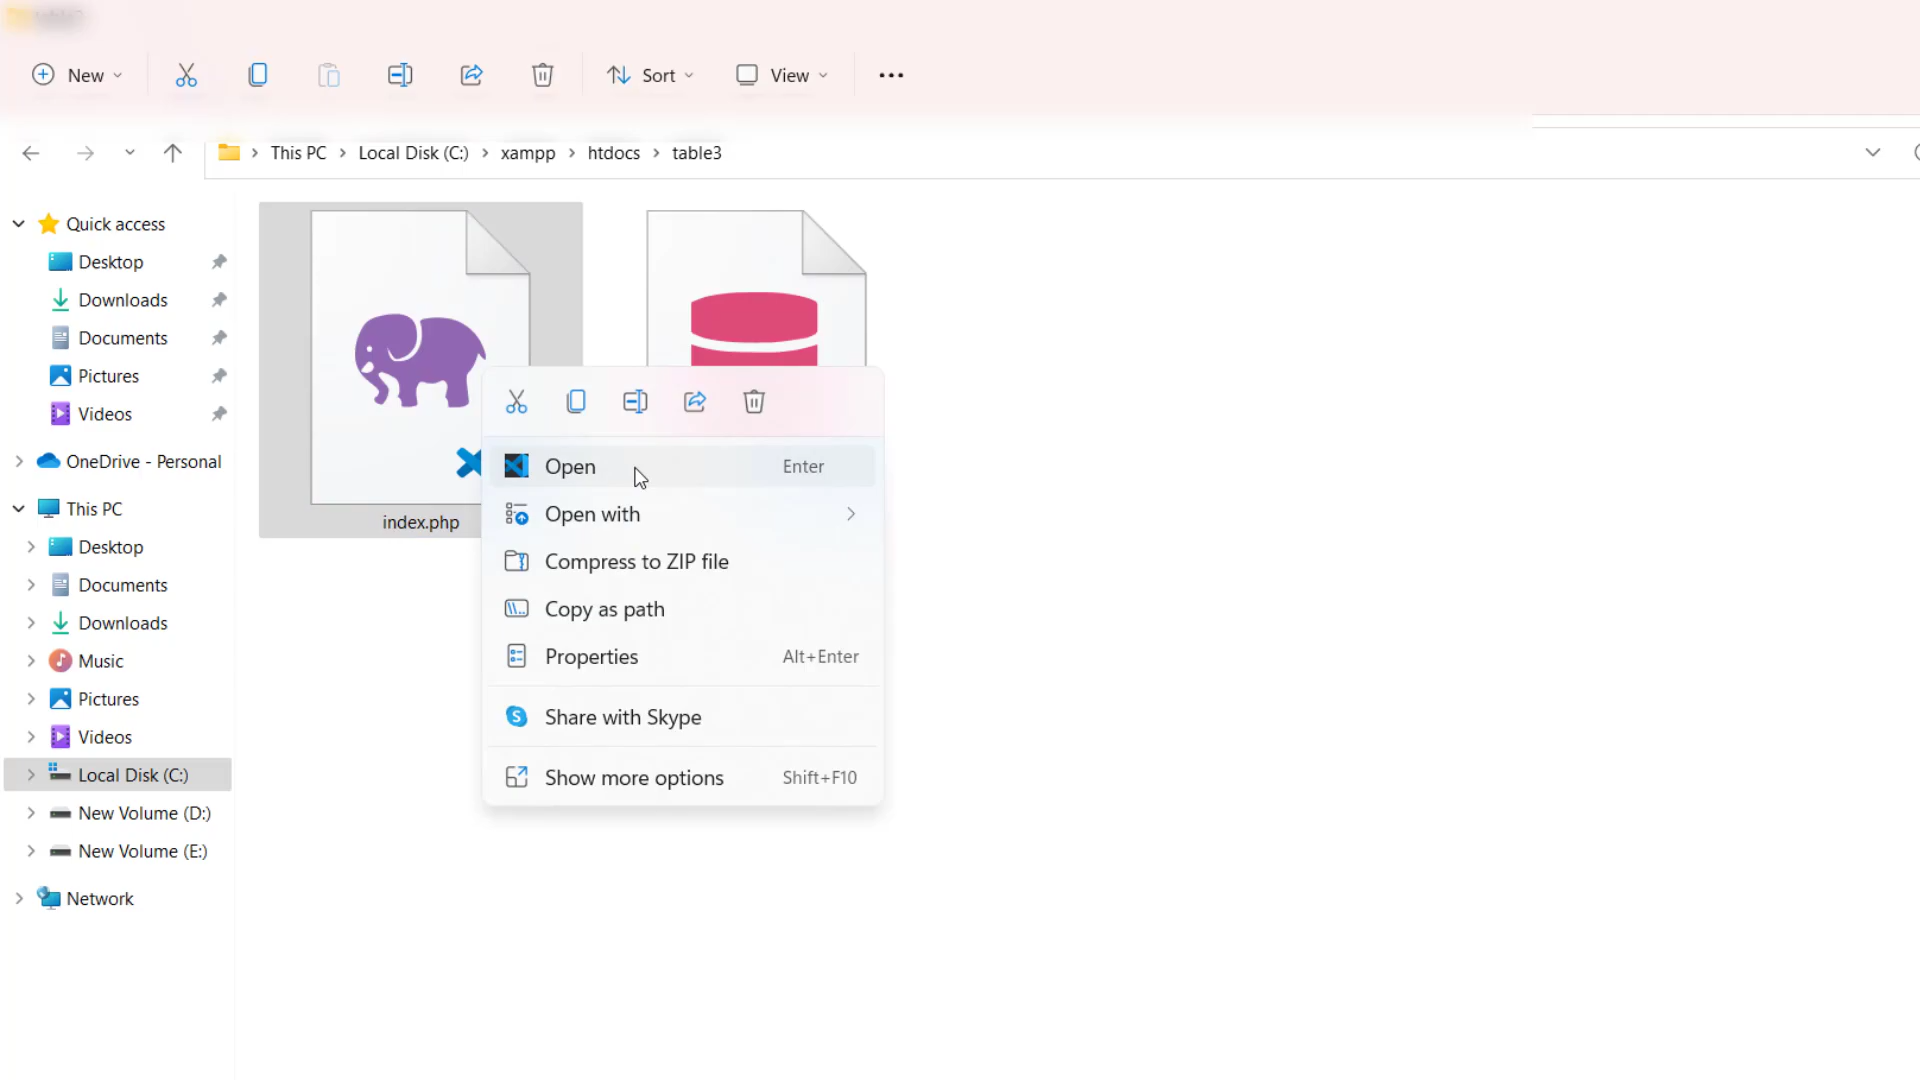 New
Sort
View
This PC
Local Disk (C:)
xampp
htdocs
table3
Quick access
Desktop
Downloads
Documents
Pictures
Videos
OneDrive - Personal
This PC
Desktop
Documents
Downloads
Music
Pictures
Videos
Local Disk (C:)
New Volume (D:)
New Volume (E:)
Network
index.php
Open Enter
Open with
Compress to ZIP file
Copy as path
Properties Alt+Enter
Share with Skype
Show more options Shift+F10